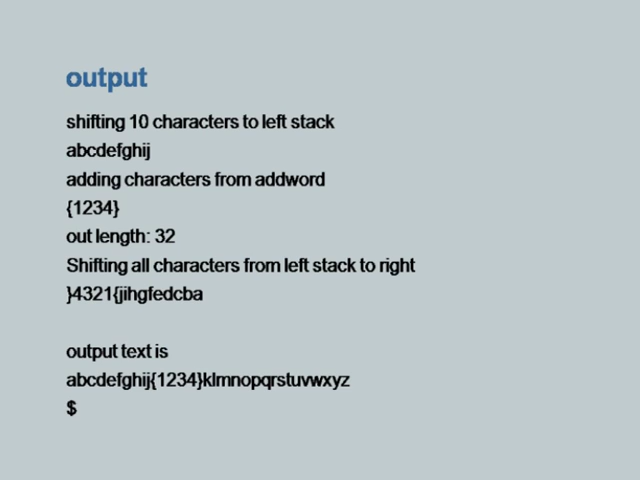 output
shifting 10 characters to left stack
abcdefghij
adding characters from addword
{1234}
out length: 32
Shifting all characters from left stack to right
}4321{jihgfedcba
output text is
abcdefghij{1234}klmnopqrstuvwxyz
$